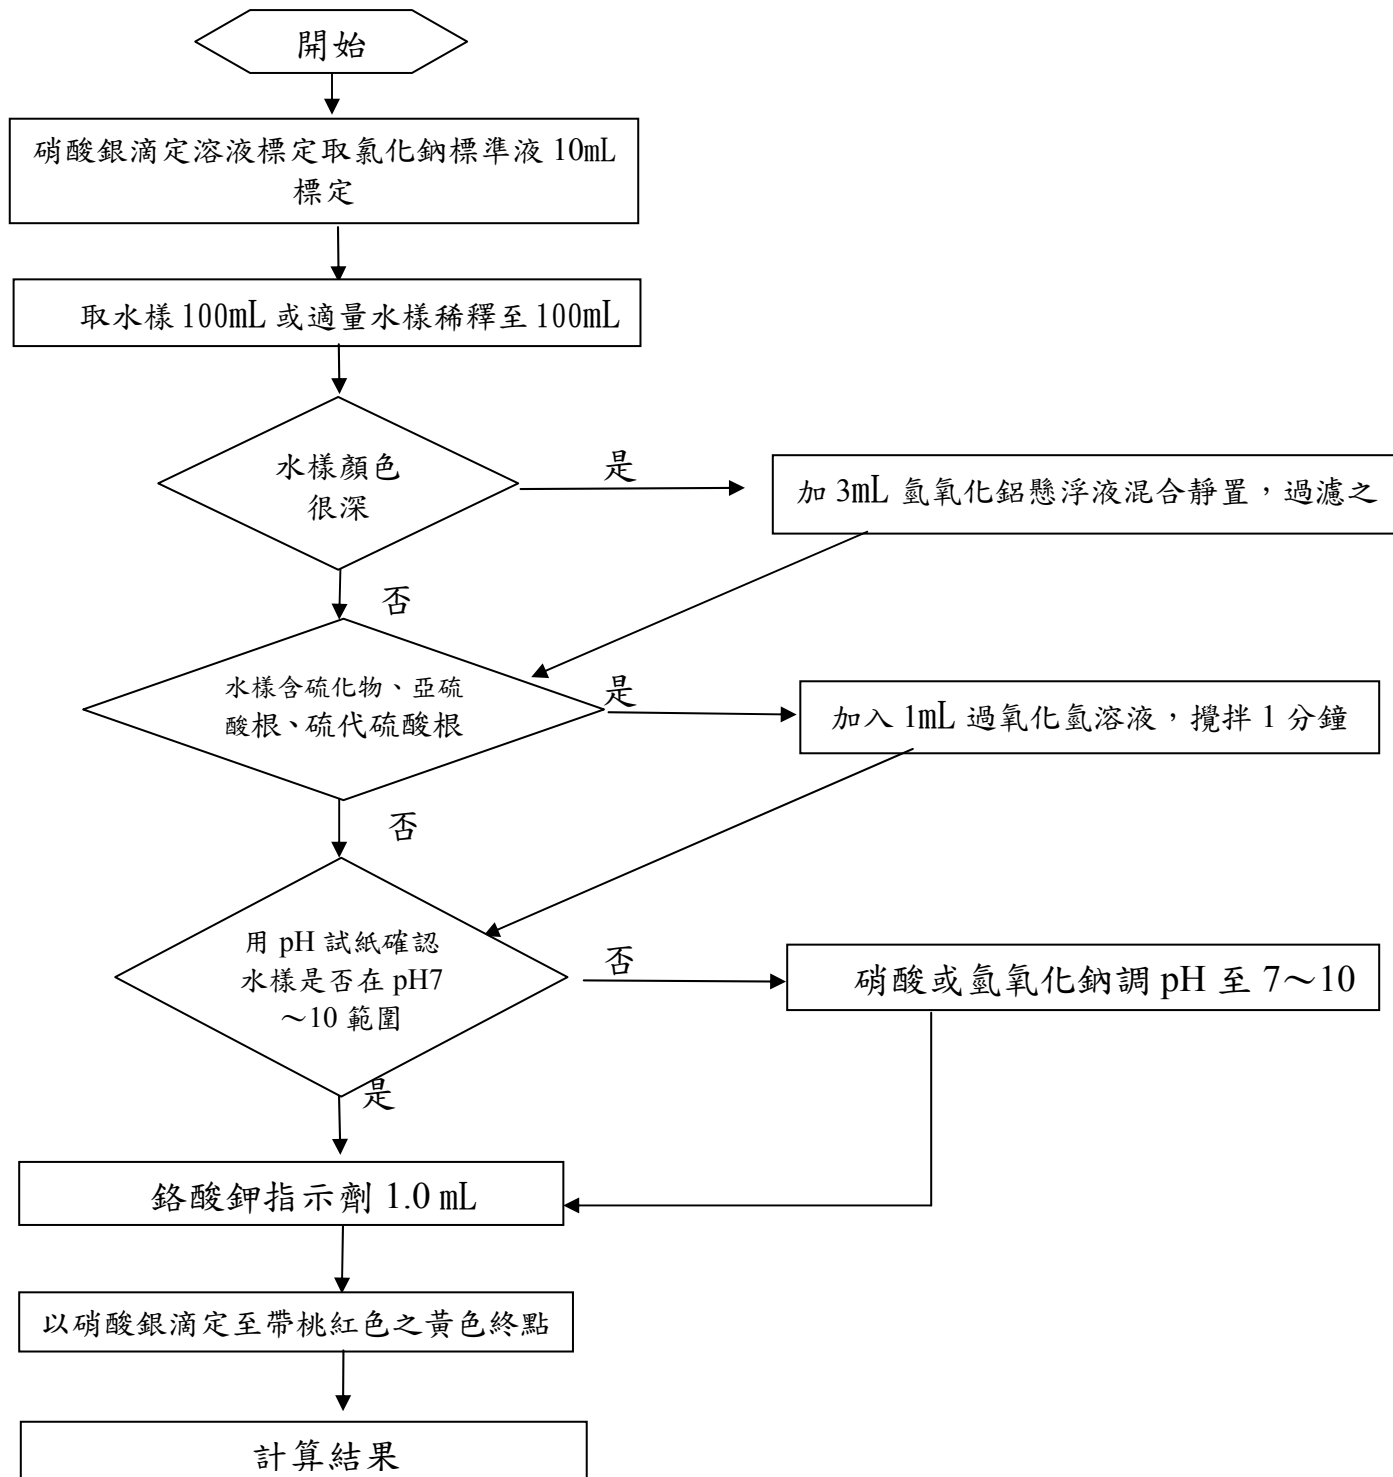 開始
硝酸銀滴定溶液標定取氯化鈉標準液 10mL
標定
取水樣 100mL 或適量水樣稀釋至 100mL
水樣顏色
很深
是
加 3mL 氫氧化鋁懸浮液混合靜置，過濾之
否
水樣含硫化物、亞硫
酸根、硫代硫酸根
是
加入 1mL 過氧化氫溶液，攪拌 1 分鐘
否
用 pH 試紙確認
水樣是否在 pH7
～10 範圍
否
硝酸或氫氧化鈉調 pH 至 7～10
是
鉻酸鉀指示劑 1.0 mL
以硝酸銀滴定至帶桃紅色之黃色終點
計算結果